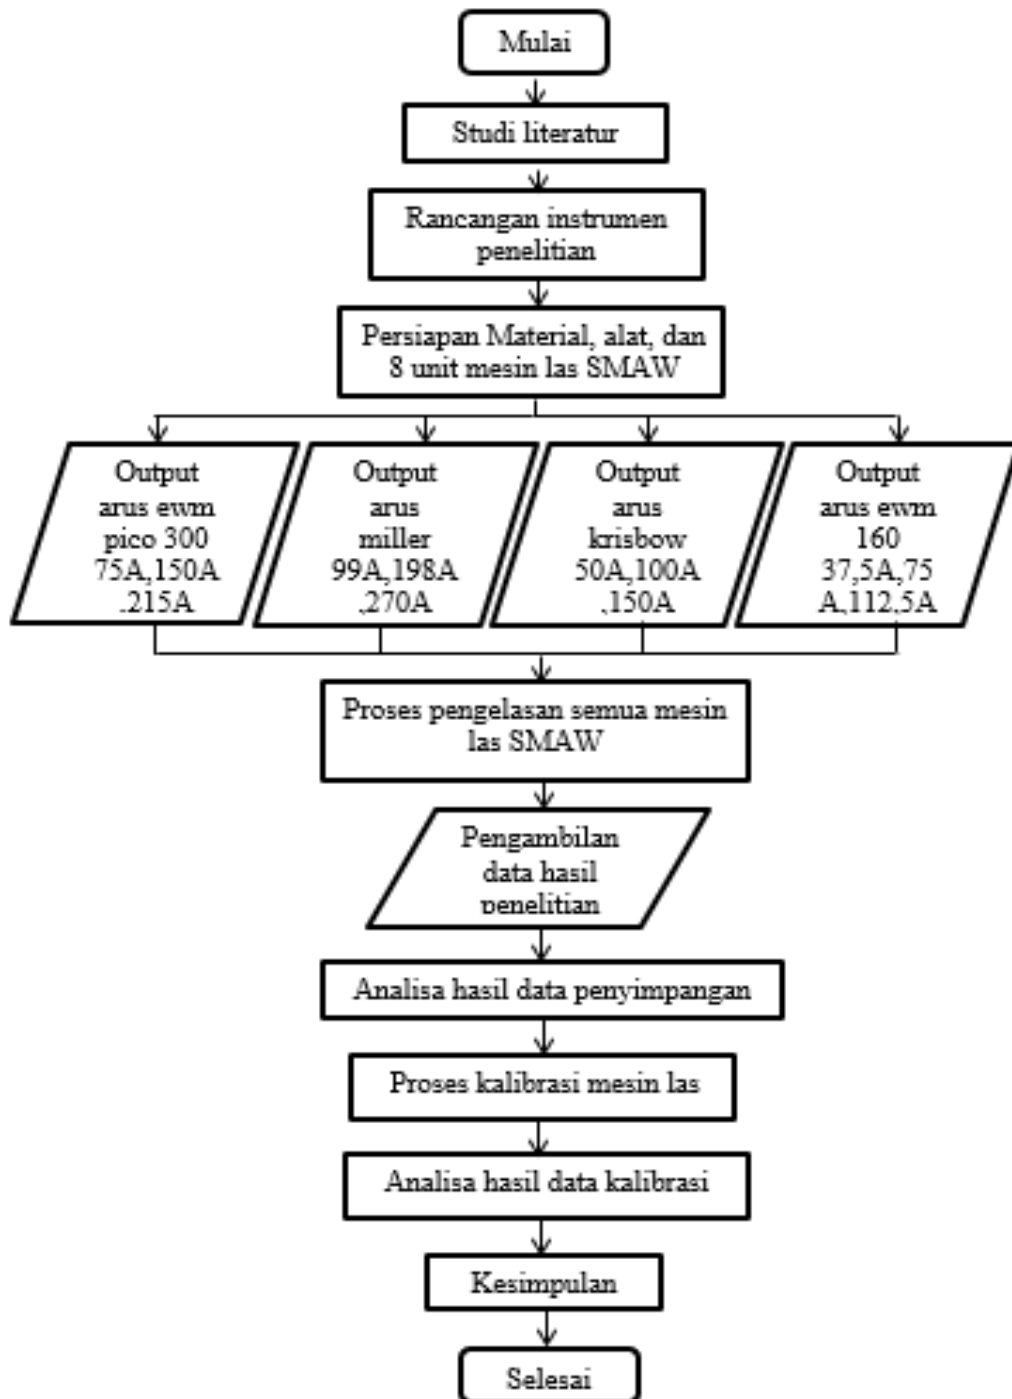 Mulai
Studi literatur
Rancangan instrumen
penelitian
Persiapan Material, alat, dan
8 unit mesin las SMAW
Output
arus ewm
pico 300
75A,150A
,215A
Output
arus
miller
99A,198A
,270A
Output
arus
krisbow
50A,100A
,150A
Output
arus ewm
160
37,5A,75
A,112,5A
Proses pengelasan semua mesin
las SMAW
Pengambilan
data hasil
penelitian
Analisa hasil data penyimpangan
Proses kalibrasi mesin las
Analisa hasil data kalibrasi
Kesimpulan
Selesai